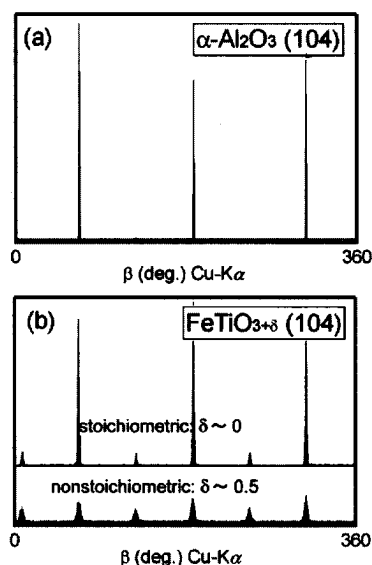 (a)
α-Al₂O₃ (104)
0
360
β (deg.) Cu-Kα
(b)
FeTiO₃₊δ (104)
stoichiometric: δ ~ 0
nonstoichiometric: δ ~ 0.5
0
360
β (deg.) Cu-Kα